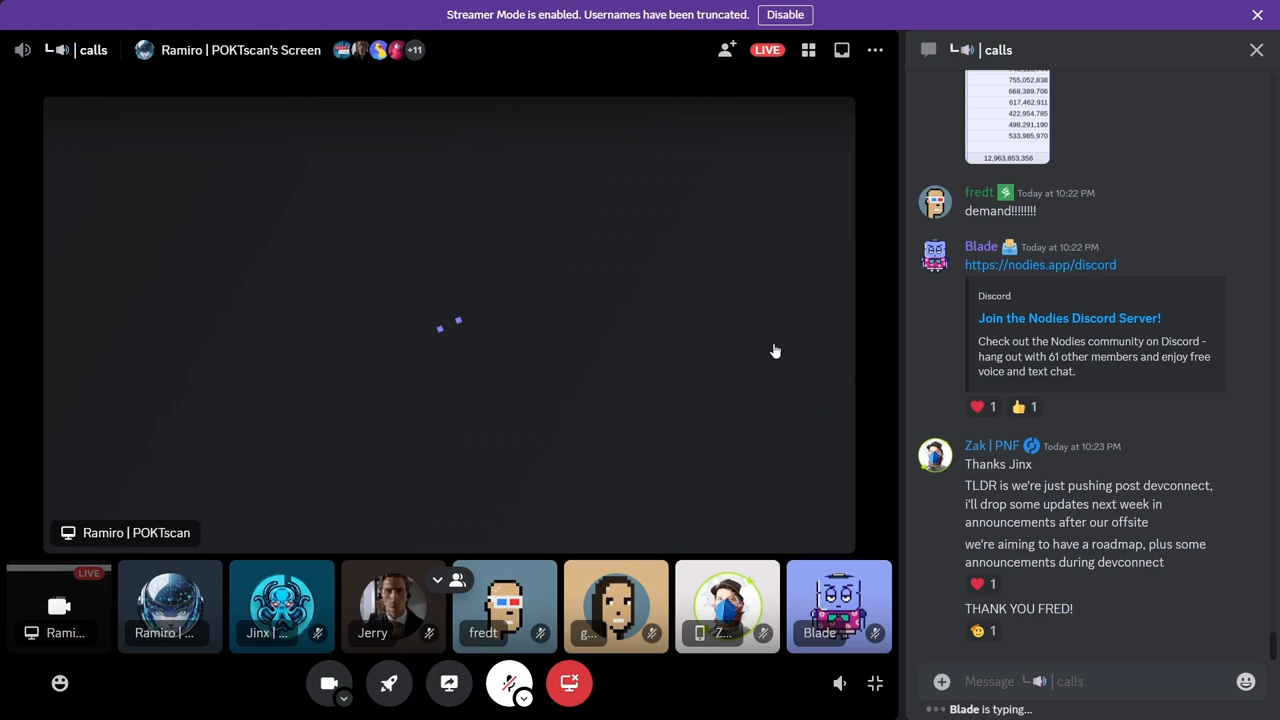 Streamer Mode is enabled. Usernames have been truncated.
Disable
calls
Ramiro | POKTscan's Screen
+11
LIVE
calls
755,052,838
668,389,706
617,462,911
422,954,785
498,291,190
533,985,970
12,963,853,356
fredt Today at 10:22 PM
demand!!!!!!!!
Blade Today at 10:22 PM
https://nodies.app/discord
Discord
Join the Nodies Discord Server!
Check out the Nodies community on Discord -
hang out with 61 other members and enjoy free
voice and text chat.
1
1
Zak | PNF Today at 10:23 PM
Thanks Jinx
TLDR is we're just pushing post devconnect,
i'll drop some updates next week in
announcements after our offsite
we're aiming to have a roadmap, plus some
announcements during devconnect
1
THANK YOU FRED!
1
Ramiro | POKTscan
LIVE
Rami...
Ramiro | ...
Jinx | ...
Jerry
fredt
g...
Z...
Blade
Message calls
Blade is typing...